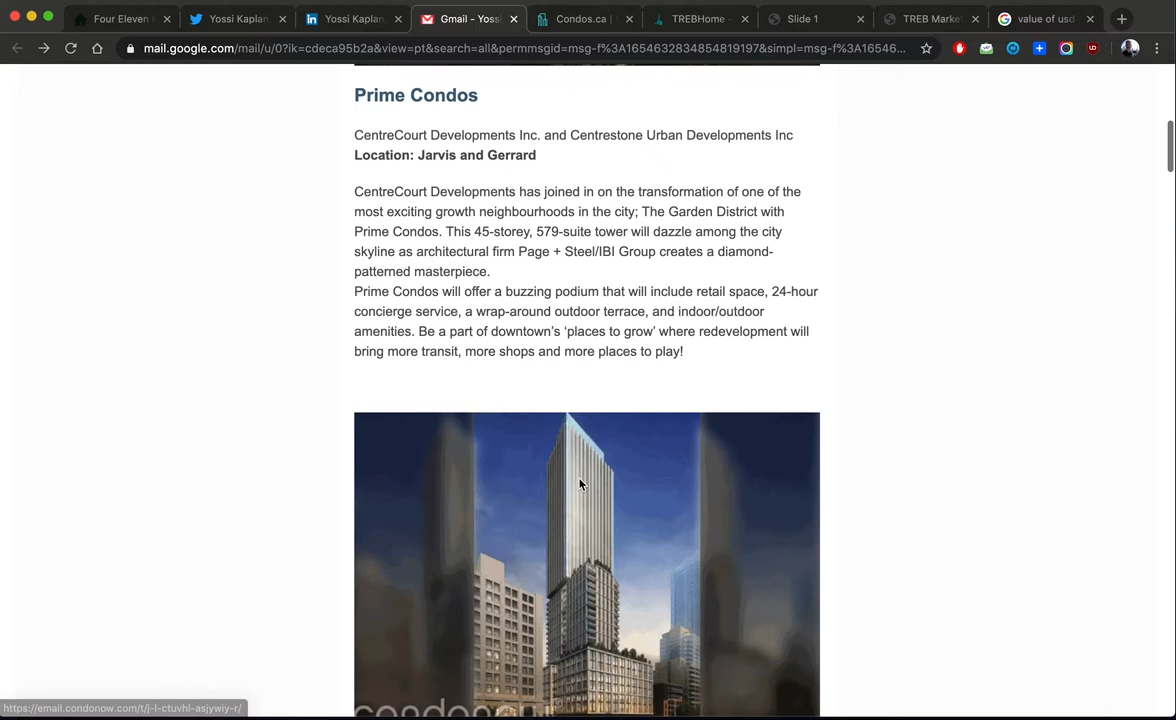 Four Eleven
Yossi Kaplan
Yossi Kaplan
Gmail - Yoss
Condos.ca |
TREBHome -
Slide 1
TREB Market
value of usd
mail.google.com/mail/u/0?ik=cdeca95b2a&view=pt&search=all&permmsgid=msg-f%3A1654632834854819197&simpl=msg-f%3A16546...
Prime Condos
CentreCourt Developments Inc. and Centrestone Urban Developments Inc
Location: Jarvis and Gerrard
CentreCourt Developments has joined in on the transformation of one of the
most exciting growth neighbourhoods in the city; The Garden District with
Prime Condos. This 45-storey, 579-suite tower will dazzle among the city
skyline as architectural firm Page + Steel/IBI Group creates a diamond-
patterned masterpiece.
Prime Condos will offer a buzzing podium that will include retail space, 24-hour
concierge service, a wrap-around outdoor terrace, and indoor/outdoor
amenities. Be a part of downtown’s ‘places to grow’ where redevelopment will
bring more transit, more shops and more places to play!
https://email.condonow.com/t/j-l-ctuvhl-asjywiy-r/